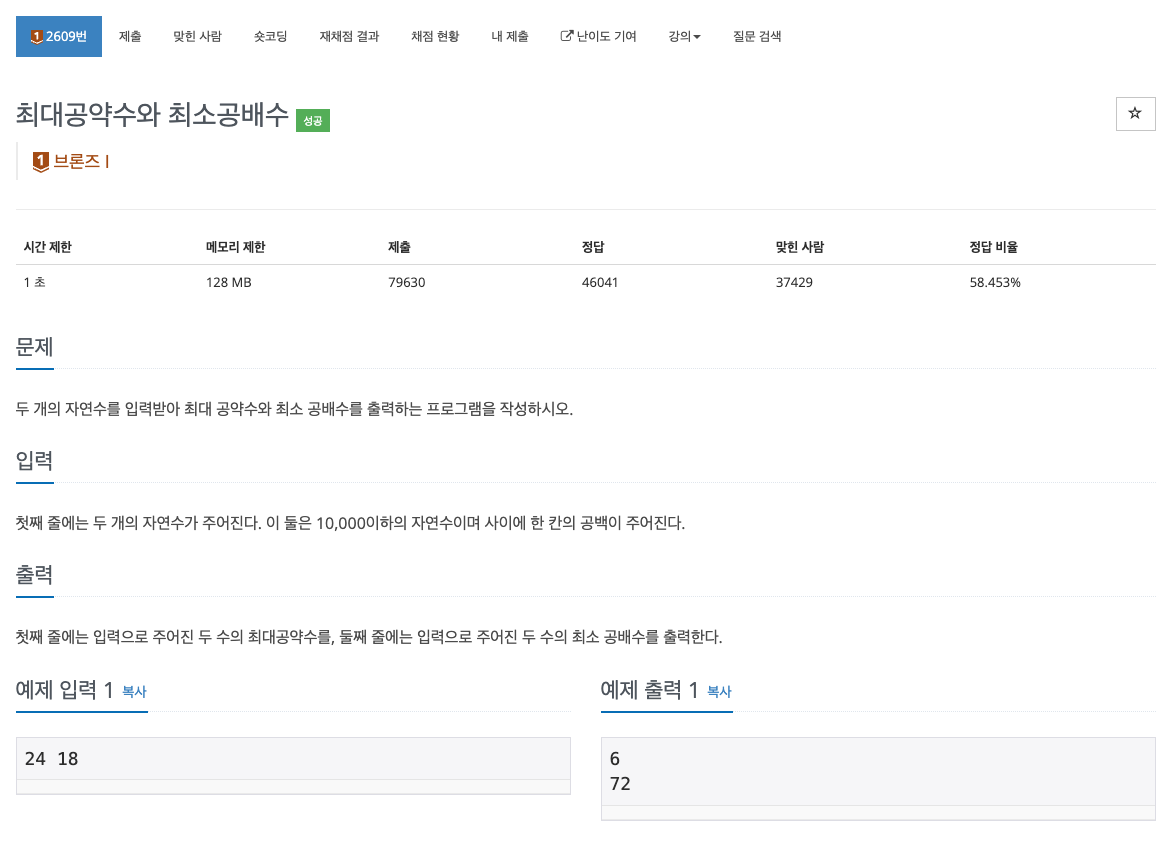 1 2609번 제출 맞힌 사람 숏코딩 재채점 결과 채점 현황 내 제출 난이도 기여 강의 질문 검색
최대공약수와 최소공배수 성공
1 브론즈 I
시간 제한 메모리 제한 제출 정답 맞힌 사람 정답 비율
1 초 128 MB 79630 46041 37429 58.453%
문제
두 개의 자연수를 입력받아 최대 공약수와 최소 공배수를 출력하는 프로그램을 작성하시오.
입력
첫째 줄에는 두 개의 자연수가 주어진다. 이 둘은 10,000이하의 자연수이며 사이에 한 칸의 공백이 주어진다.
출력
첫째 줄에는 입력으로 주어진 두 수의 최대공약수를, 둘째 줄에는 입력으로 주어진 두 수의 최소 공배수를 출력한다.
예제 입력 1 복사
24 18
예제 출력 1 복사
6
72